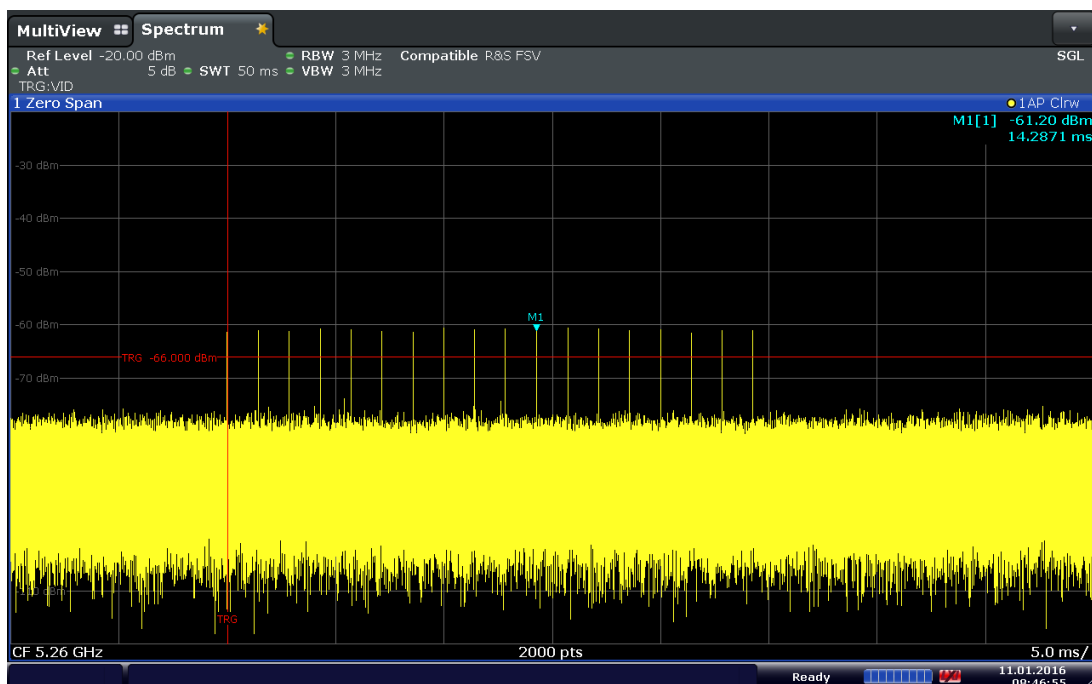 MultiView Spectrum
Ref Level -20.00 dBm RBW 3 MHz Compatible R&S FSV SGL
Att 5 dB SWT 50 ms VBW 3 MHz
TRG:VID
1 Zero Span 1AP Clrw
M1[1] -61.20 dBm
14.2871 ms
-30 dBm
-40 dBm
-50 dBm
-60 dBm
M1
TRG -66.000 dBm
-70 dBm
TRG
CF 5.26 GHz 2000 pts 5.0 ms/
Ready 11.01.2016
08:46:55